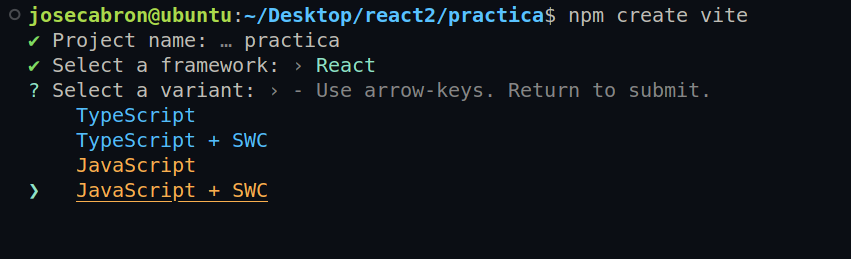 josecabron@ubuntu:~/Desktop/react2/practica$ npm create vite
✔ Project name: … practica
✔ Select a framework: › React
? Select a variant: › - Use arrow-keys. Return to submit.
TypeScript
TypeScript + SWC
JavaScript
❯ JavaScript + SWC